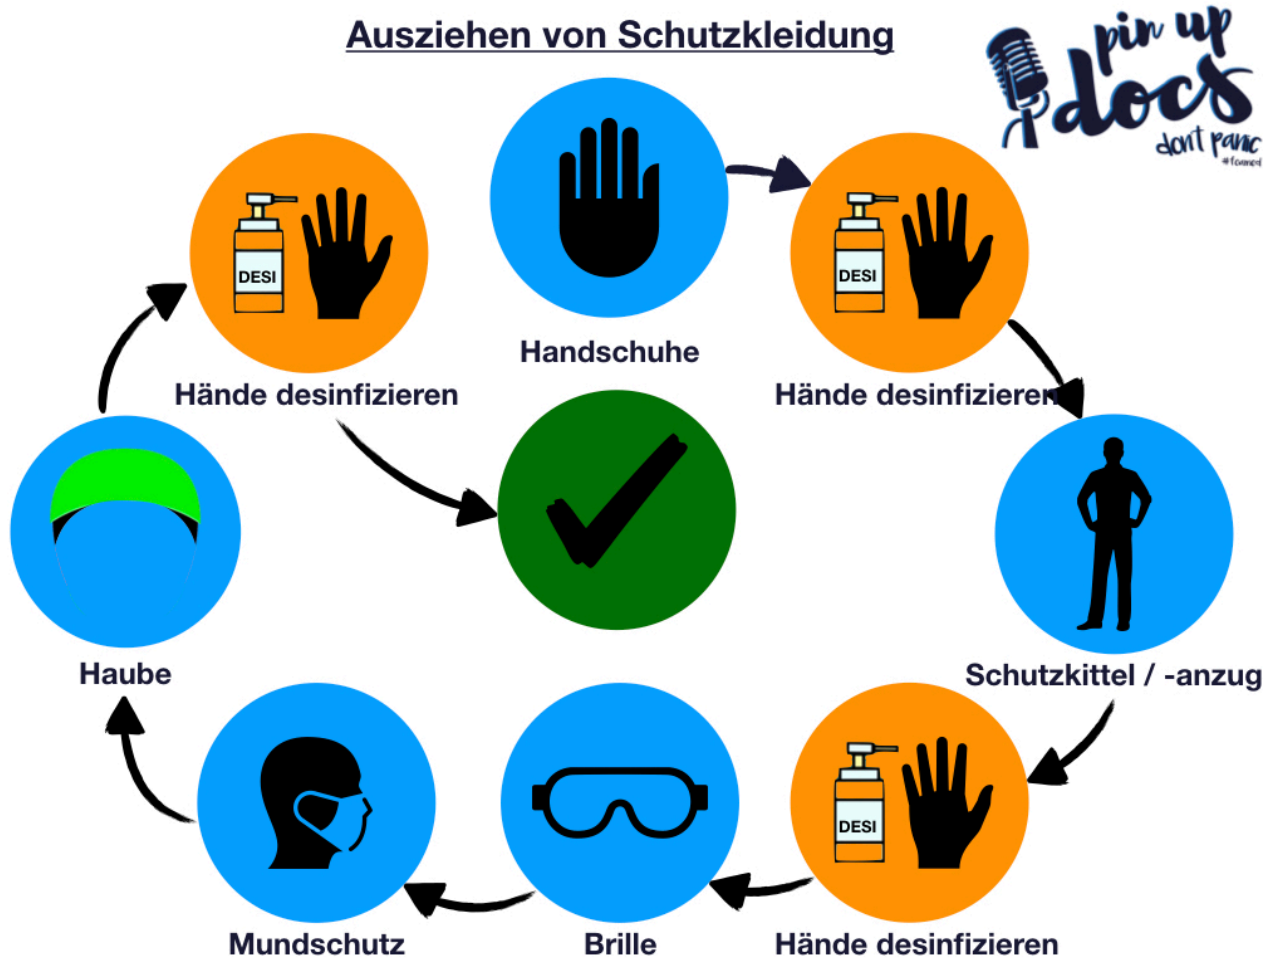 Ausziehen von Schutzkleidung
pin up
docs
don't panic
#foamed
DESI
DESI
Handschuhe
Hände desinfizieren
Hände desinfizieren
Haube
Schutzkittel / -anzug
DESI
Mundschutz
Brille
Hände desinfizieren